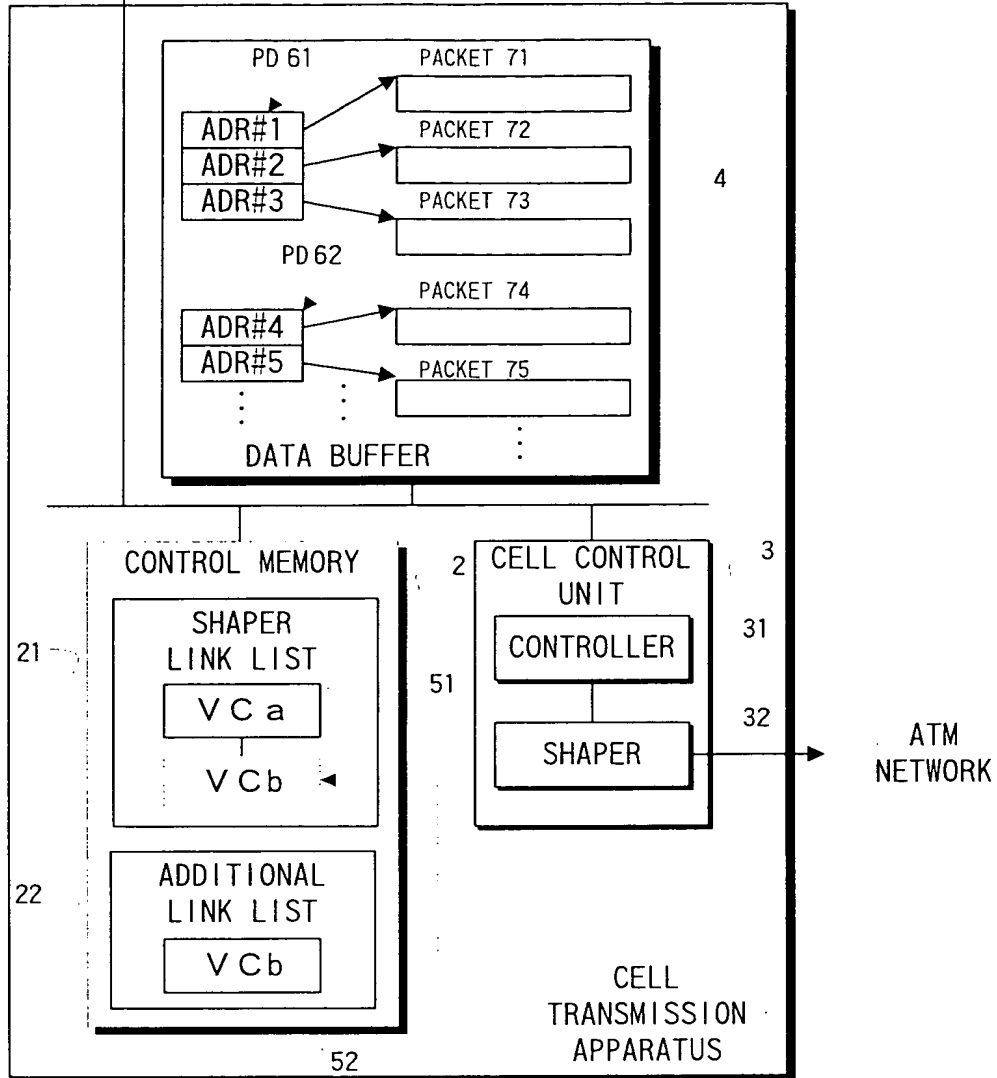 PD 61
PACKET 71
ADR#1
PACKET 72
ADR#2
4
ADR#3
PACKET 73
PD 62
PACKET 74
ADR#4
ADR#5
PACKET 75
DATA BUFFER
CONTROL MEMORY
2
CELL CONTROL
UNIT
3
SHAPER
LINK LIST
21
CONTROLLER
31
51
VCa
32
SHAPER
VCb
ATM
NETWORK
ADDITIONAL
LINK LIST
22
VCb
CELL
TRANSMISSION
APPARATUS
52